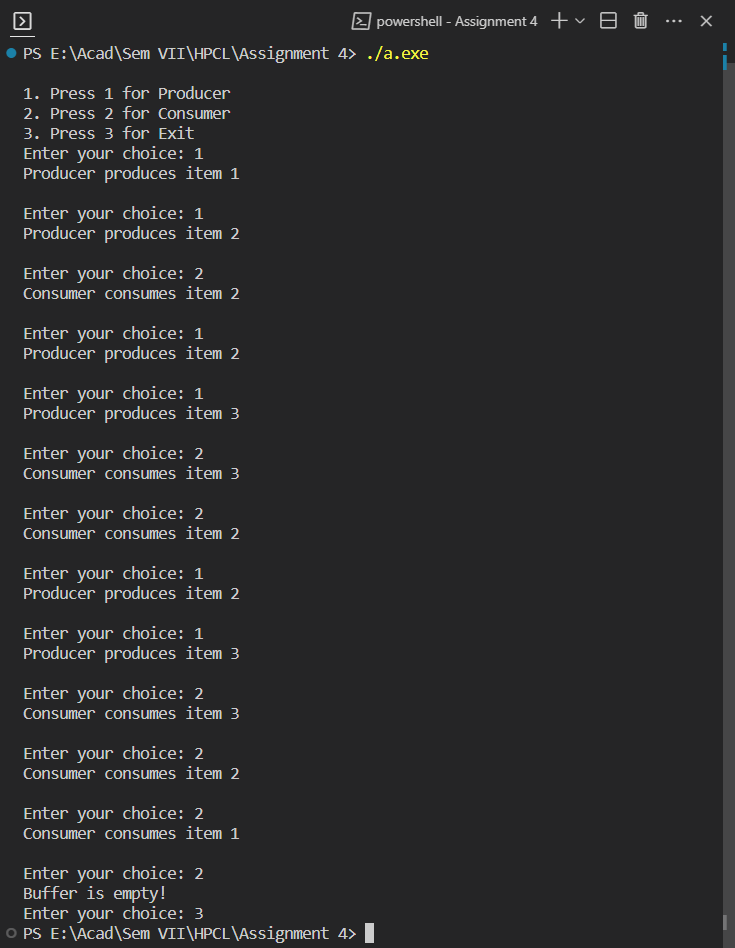 powershell - Assignment 4
PS E:\Acad\Sem VII\HPCL\Assignment 4> ./a.exe
1. Press 1 for Producer
2. Press 2 for Consumer
3. Press 3 for Exit
Enter your choice: 1
Producer produces item 1
Enter your choice: 1
Producer produces item 2
Enter your choice: 2
Consumer consumes item 2
Enter your choice: 1
Producer produces item 2
Enter your choice: 1
Producer produces item 3
Enter your choice: 2
Consumer consumes item 3
Enter your choice: 2
Consumer consumes item 2
Enter your choice: 1
Producer produces item 2
Enter your choice: 1
Producer produces item 3
Enter your choice: 2
Consumer consumes item 3
Enter your choice: 2
Consumer consumes item 2
Enter your choice: 2
Consumer consumes item 1
Enter your choice: 2
Buffer is empty!
Enter your choice: 3
PS E:\Acad\Sem VII\HPCL\Assignment 4>